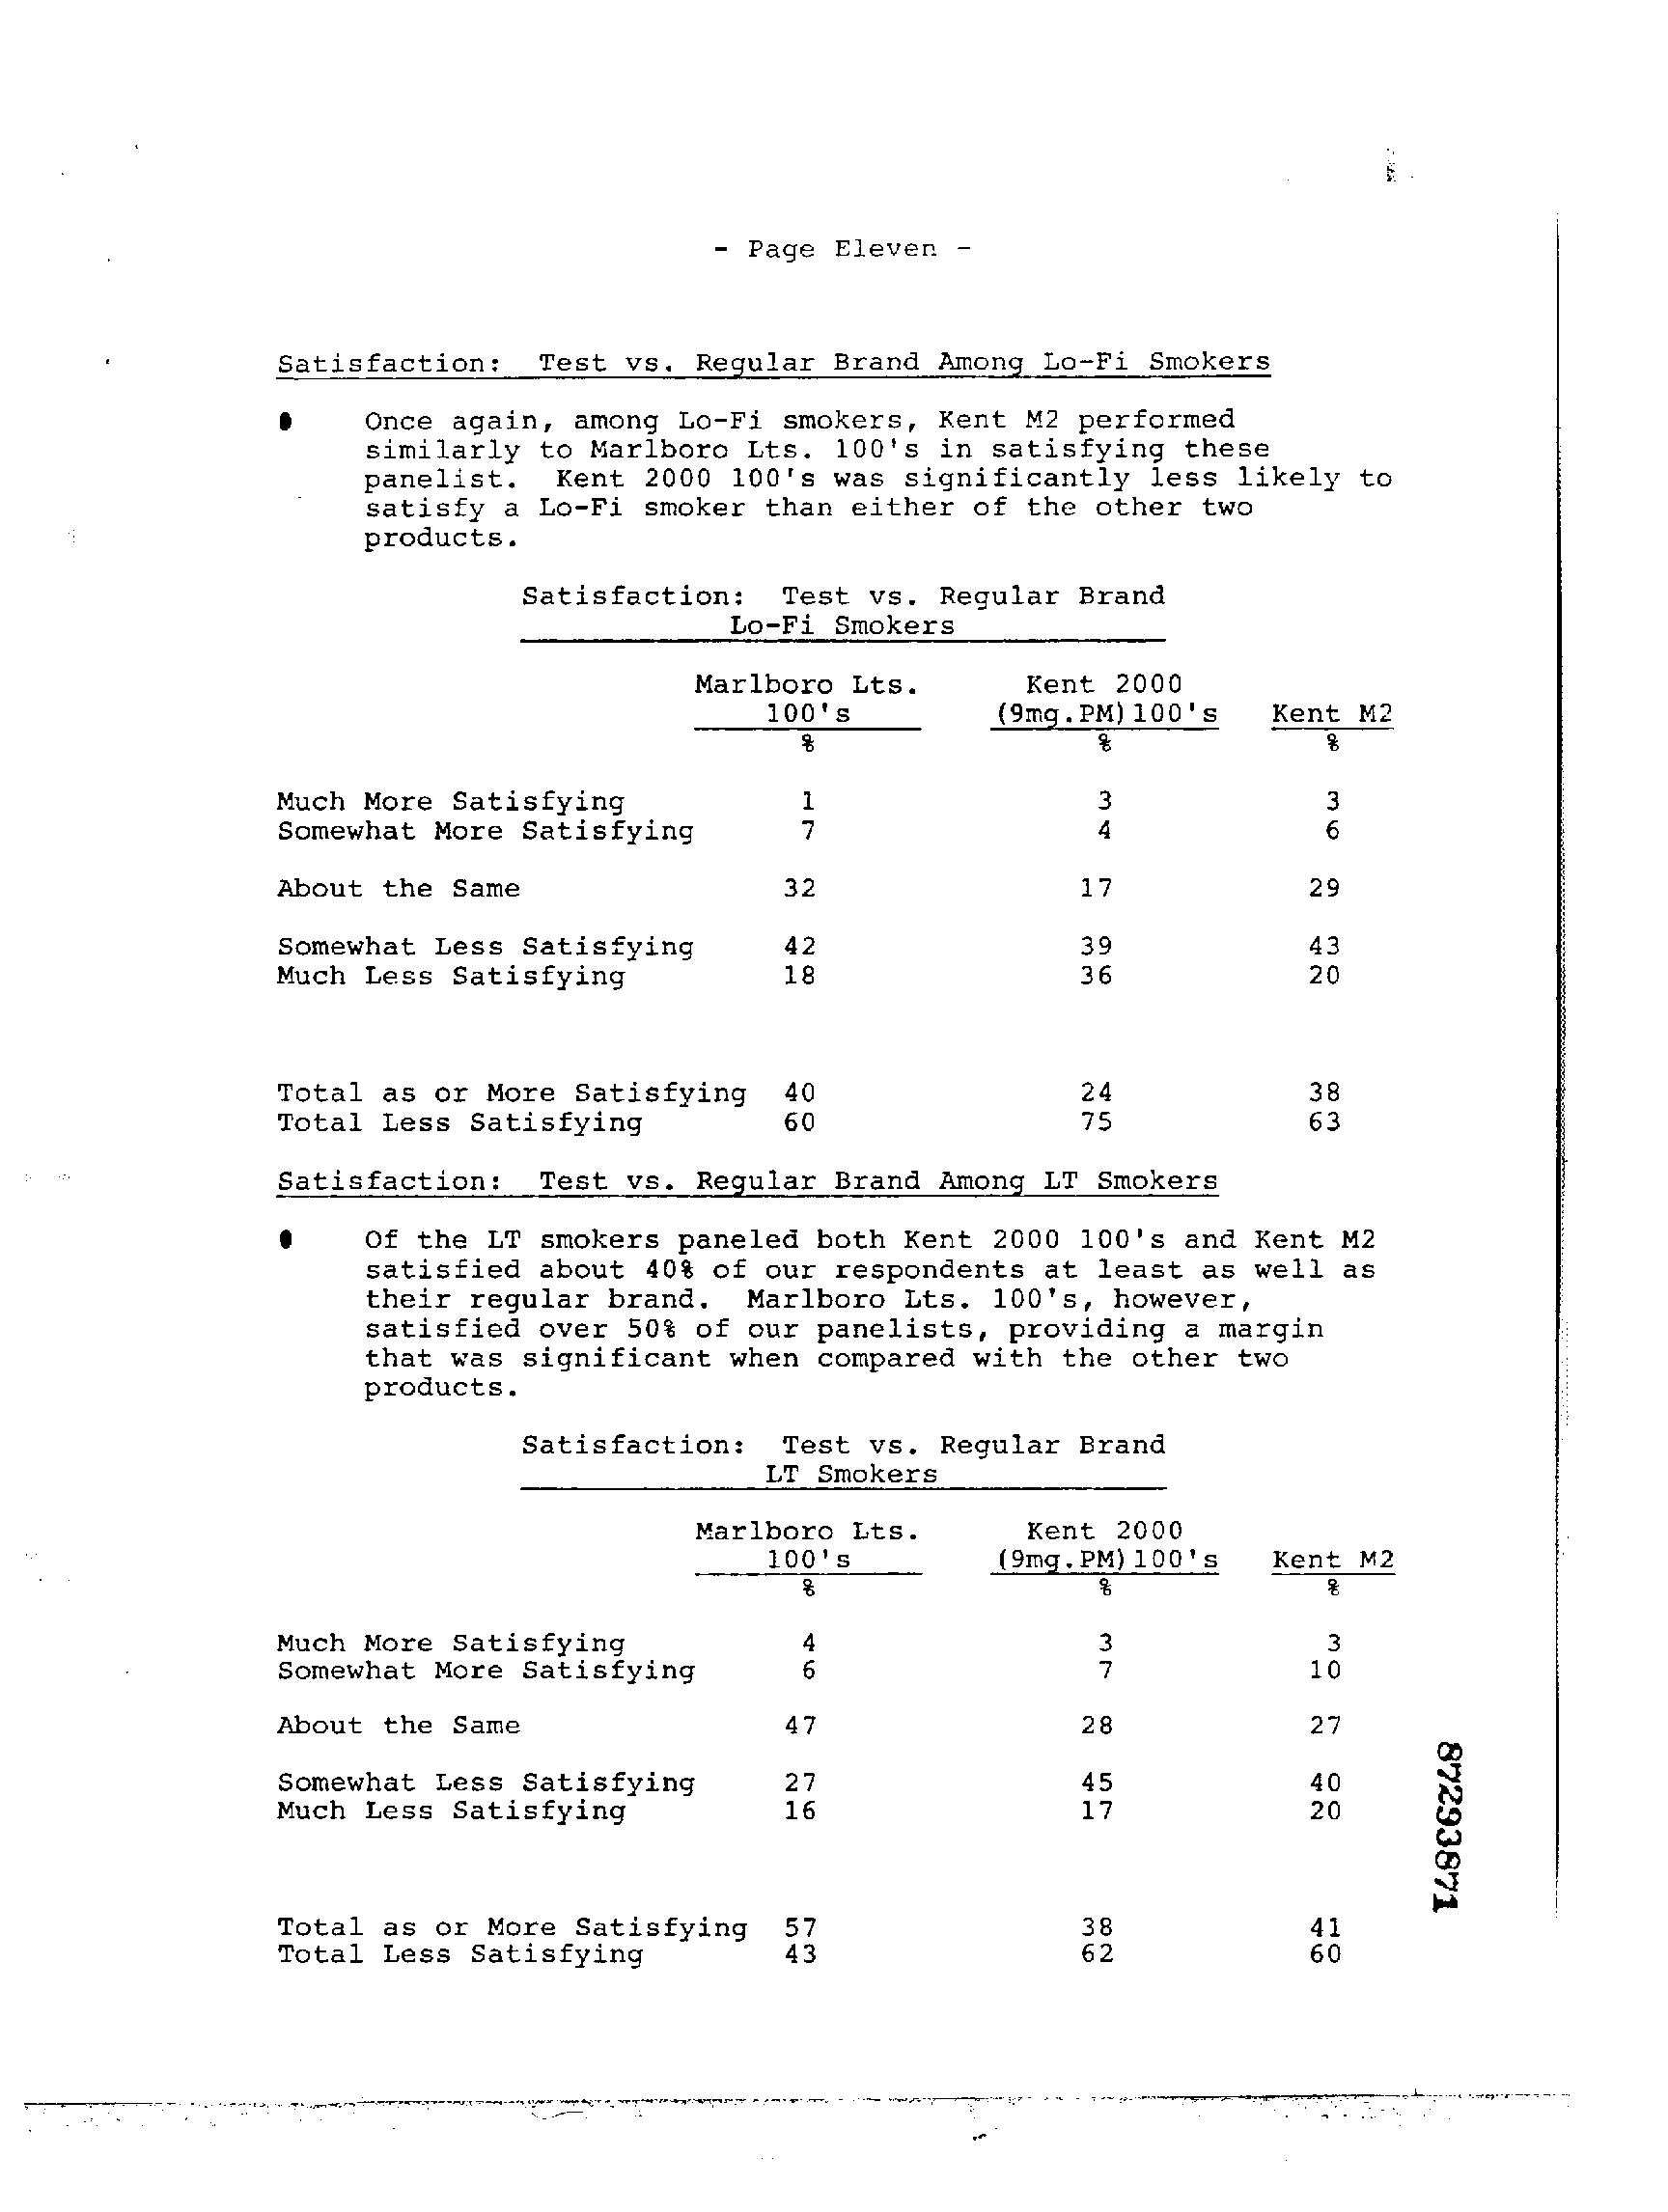 - Page Eleven -
Satisfaction: Test vs. Regular Brand Among Lo-Fi Smokers
Once again, among Lo-Fi smokers, Kent M2 performed
similarly to Marlboro Lts. 100's in satisfying these
panelist. Kent 2000 100's was significantly less likely to
satisfy a Lo-Fi smoker than either of the other two
products.
Satisfaction: Test vs. Regular Brand
Lo-Fi Smokers
Marlboro Lts. Kent 2000
100's (9mg.PM)100's Kent M2
% % %
Much More Satisfying 1 3 3
Somewhat More Satisfying 7 4 6
About the Same 32 17 29
Somewhat Less Satisfying 42 39 43
Much Less Satisfying 18 36 20
Total as or More Satisfying 40 24 38
Total Less Satisfying 60 75 63
Satisfaction: Test vs. Regular Brand Among LT Smokers
Of the LT smokers paneled both Kent 2000 100's and Kent M2
satisfied about 40% of our respondents at least as well as
their regular brand. Marlboro Lts. 100's, however,
satisfied over 50% of our panelists, providing a margin
that was significant when compared with the other two
products.
Satisfaction: Test vs. Regular Brand
LT Smokers
Marlboro Lts. Kent 2000
100's (9mg.PM)100's Kent M2
% % %
Much More Satisfying 4 3 3
Somewhat More Satisfying 6 7 10
About the Same 47 28 27
Somewhat Less Satisfying 27 45 40
Much Less Satisfying 16 17 20
Total as or More Satisfying 57 38 41
Total Less Satisfying 43 62 60
87293871